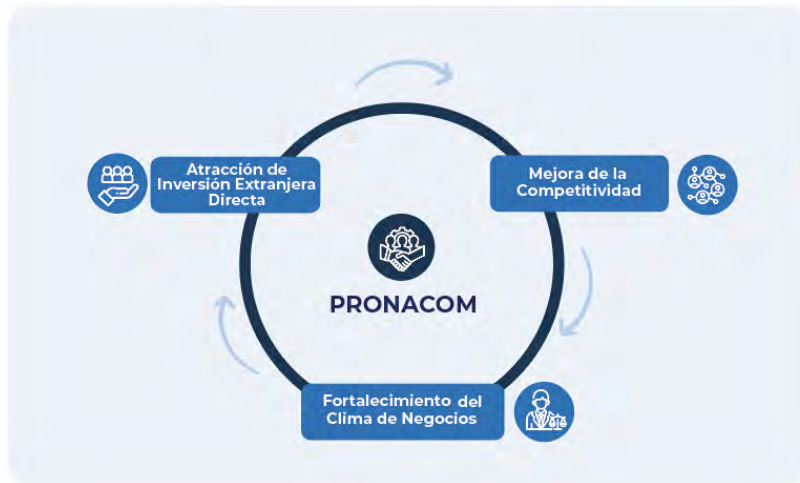 Atracción de
Inversión Extranjera
Directa
Mejora de la
Competitividad
PRONACOM
Fortalecimiento del
Clima de Negocios